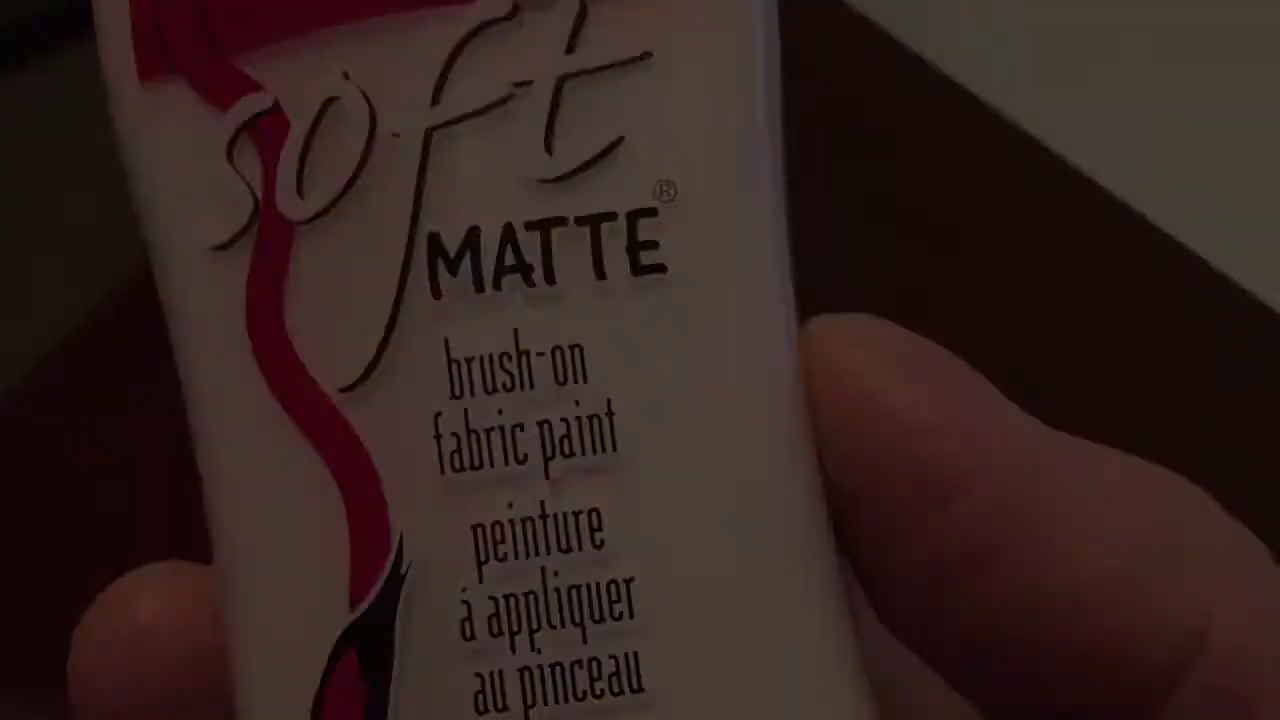 soft
MATTE®
brush-on
fabric paint
peinture
à appliquer
au pinceau